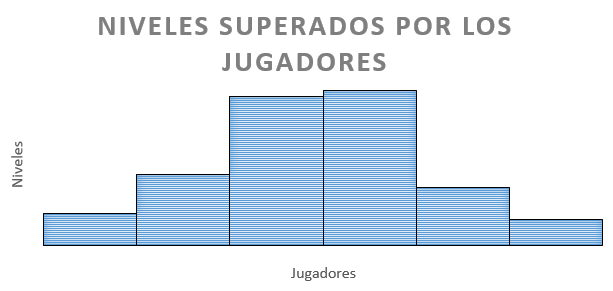 NIVELES SUPERADOS POR LOS
JUGADORES
Niveles
Jugadores